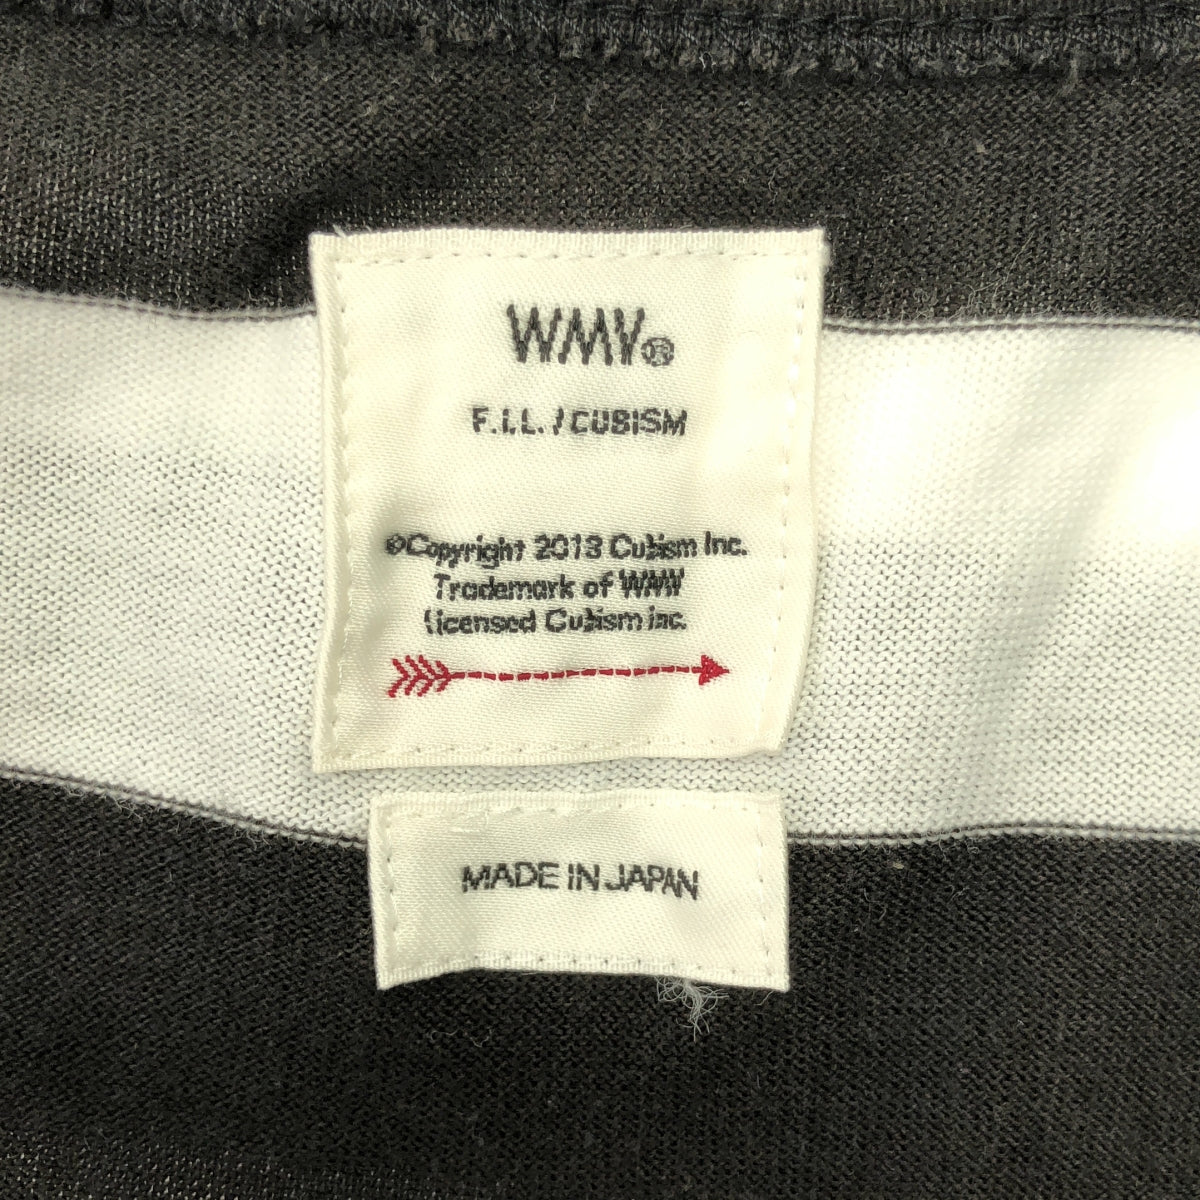 WMV®
F.I.L. / CUBISM
©Copyright 2013 Cubism Inc.
Trademark of WMV
Licensed Cubism Inc.
MADE IN JAPAN